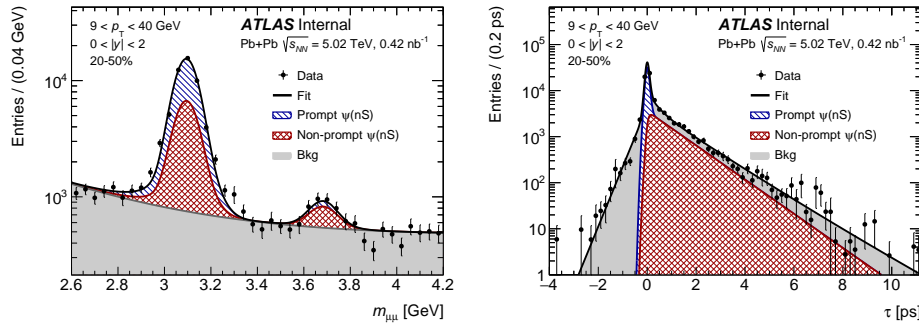 Entries / (0.04 GeV)
9 < p_T < 40 GeV
0 < |y| < 2
20-50%
ATLAS Internal
Pb+Pb √s_NN = 5.02 TeV, 0.42 nb⁻¹
Data
Fit
Prompt ψ(nS)
Non-prompt ψ(nS)
Bkg
10⁴
10³
2.6 2.8 3 3.2 3.4 3.6 3.8 4 4.2
m_μμ [GeV]
Entries / (0.2 ps)
9 < p_T < 40 GeV
0 < |y| < 2
20-50%
ATLAS Internal
Pb+Pb √s_NN = 5.02 TeV, 0.42 nb⁻¹
Data
Fit
Prompt ψ(nS)
Non-prompt ψ(nS)
Bkg
10⁵
10⁴
10³
10²
10
1
−4 −2 0 2 4 6 8 10
τ [ps]